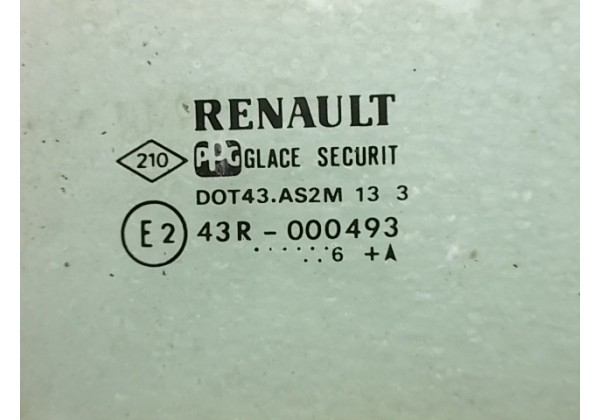 RENAULT
210 PPG GLACE SECURIT
DOT43.AS2M 13 3
E2 43R - 000493
.......... 6 +A